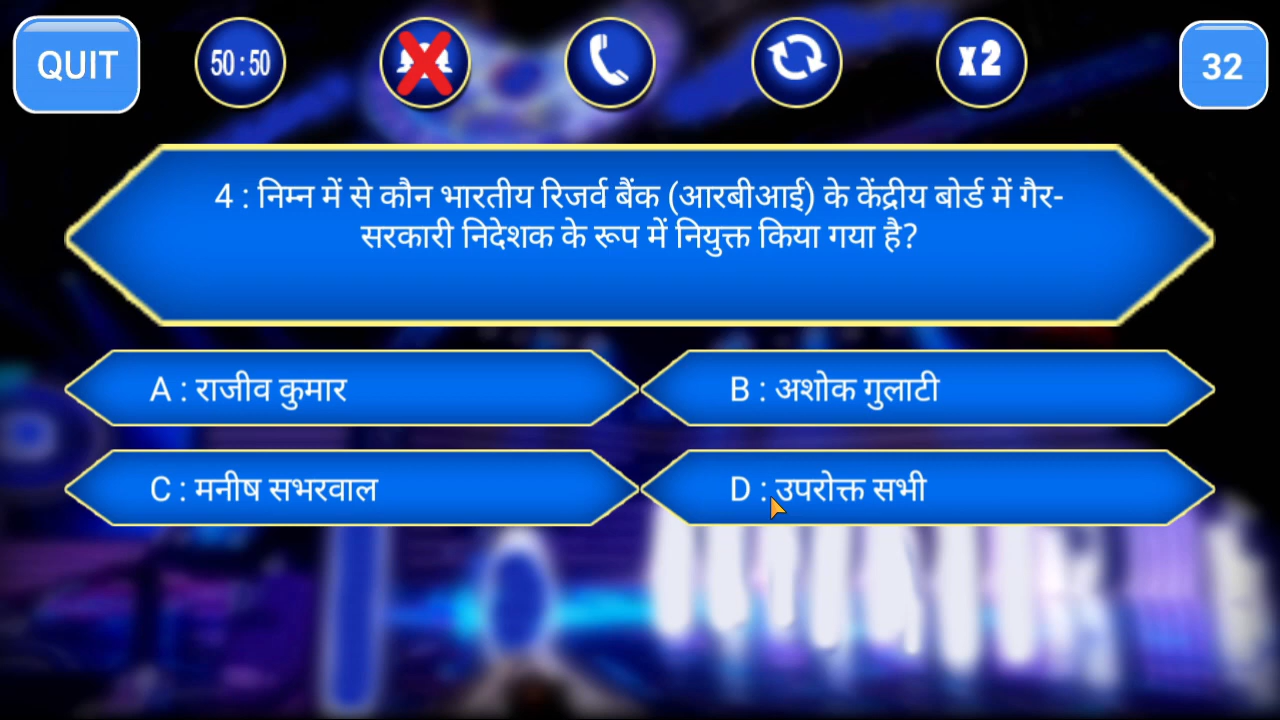 QUIT
50:50
x2
32
4 : निम्न में से कौन भारतीय रिजर्व बैंक (आरबीआई) के केंद्रीय बोर्ड में गैर-
सरकारी निदेशक के रूप में नियुक्त किया गया है?
A : राजीव कुमार
B : अशोक गुलाटी
C : मनीष सभरवाल
D : उपरोक्त सभी